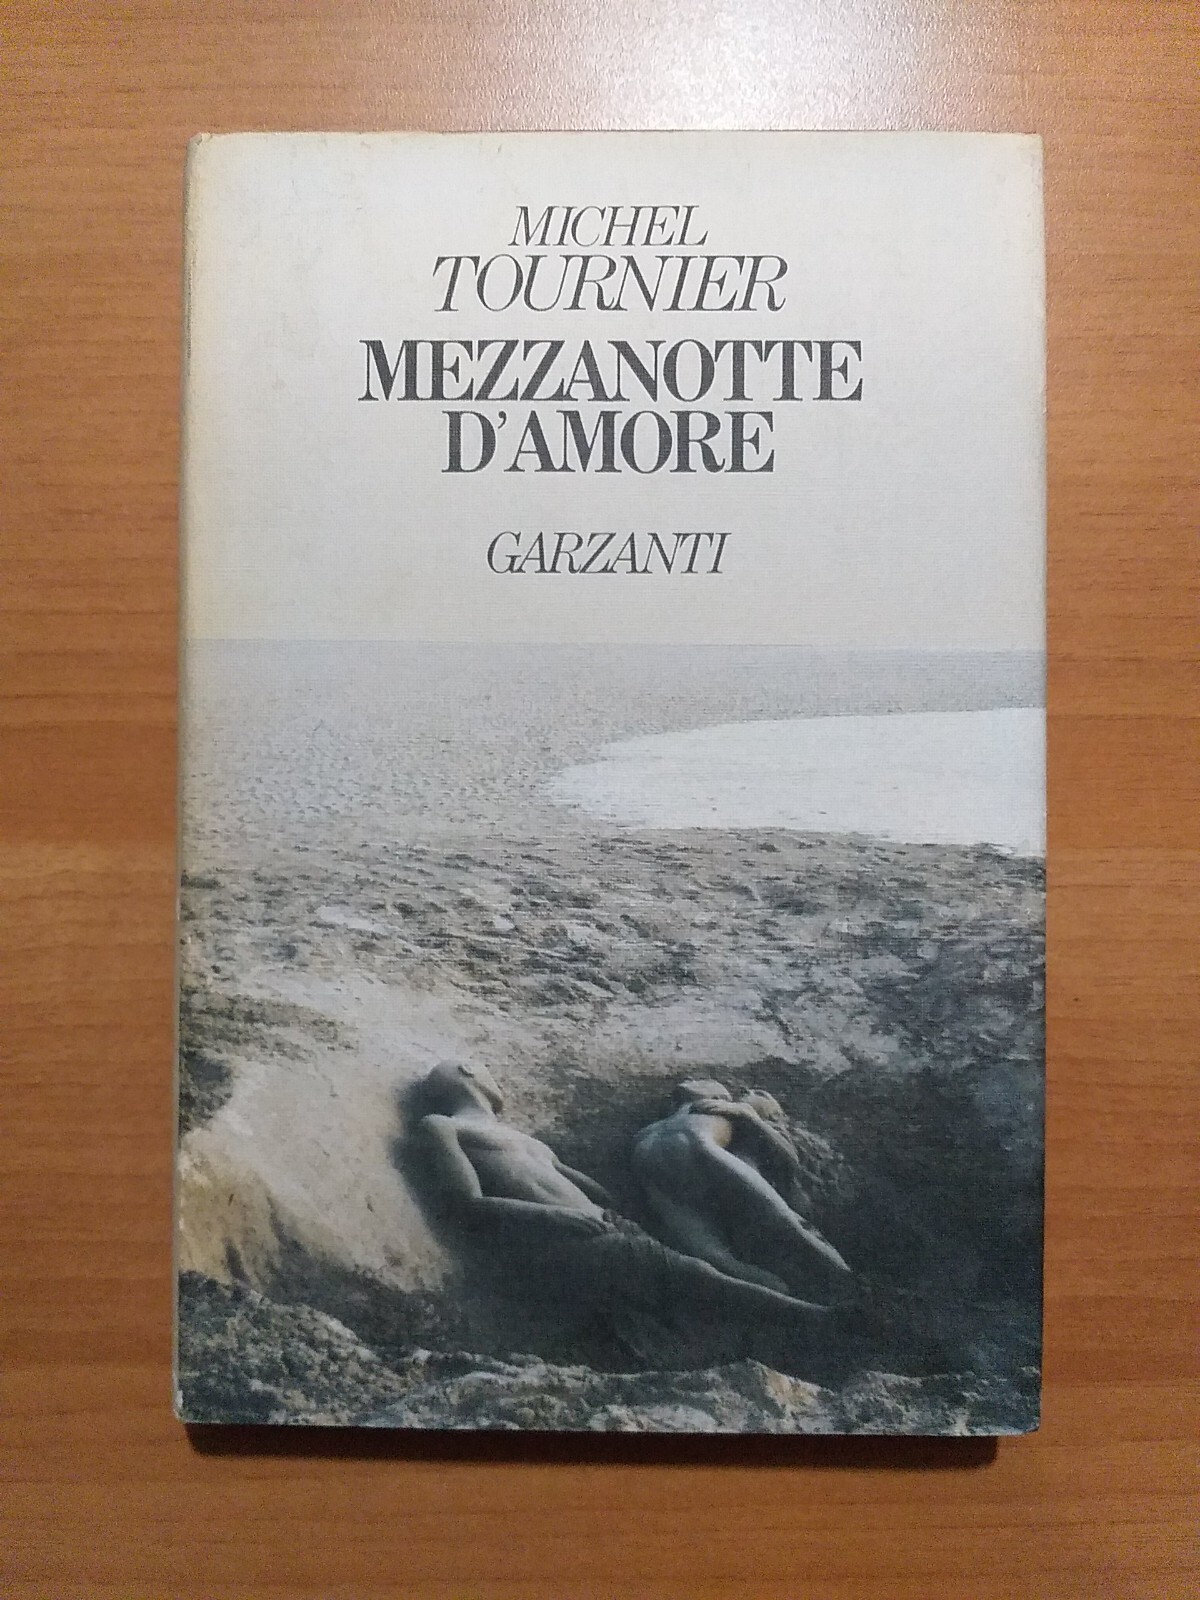 MICHEL
TOURNIER
MEZZANOTTE
D'AMORE
GARZANTI